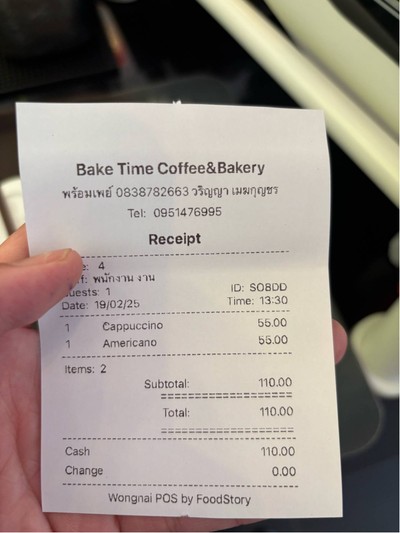 Bake Time Coffee&Bakery
พร้อมเพย์ 0838782663 วริญญา เมฆกุญชร
Tel: 0951476995
Receipt
4
พนักงาน งาน
uests: 1 ID: SO8DD
Date: 19/02/25 Time: 13:30
1 Cappuccino 55.00
1 Americano 55.00
Items: 2
Subtotal: 110.00
======================
Total: 110.00
======================
Cash 110.00
Change 0.00
Wongnai POS by FoodStory